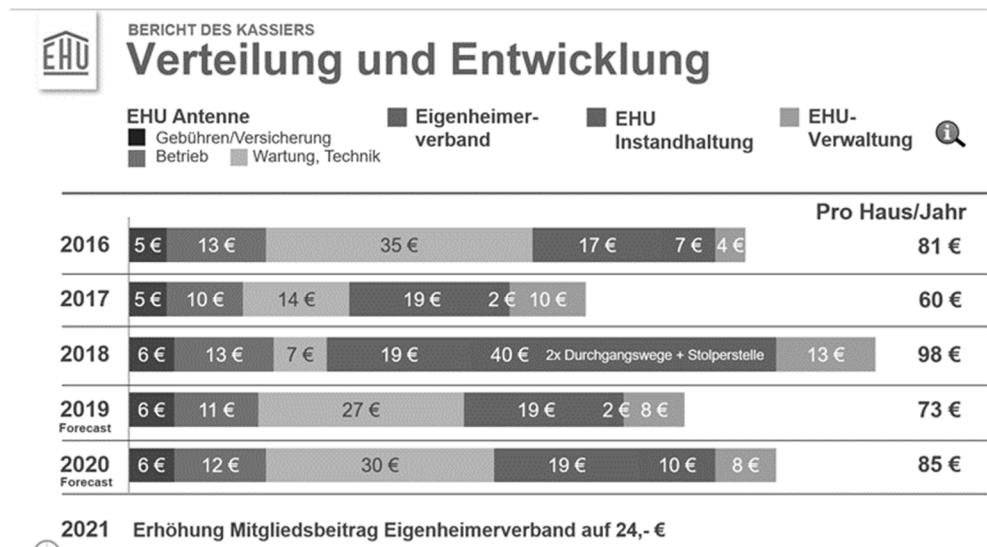 EHU
BERICHT DES KASSIERS
Verteilung und Entwicklung
EHU Antenne
Gebühren/Versicherung
Betrieb Wartung, Technik
Eigenheimer-
verband
EHU
Instandhaltung
EHU-
Verwaltung
i
Pro Haus/Jahr
2016 5 € 13 € 35 € 17 € 7 € 4 € 81 €
2017 5 € 10 € 14 € 19 € 2 € 10 € 60 €
2018 6 € 13 € 7 € 19 € 40 € 2x Durchgangswege + Stolperstelle 13 € 98 €
2019 6 € 11 € 27 € 19 € 2 € 8 € 73 €
Forecast
2020 6 € 12 € 30 € 19 € 10 € 8 € 85 €
Forecast
2021 Erhöhung Mitgliedsbeitrag Eigenheimerverband auf 24,- €